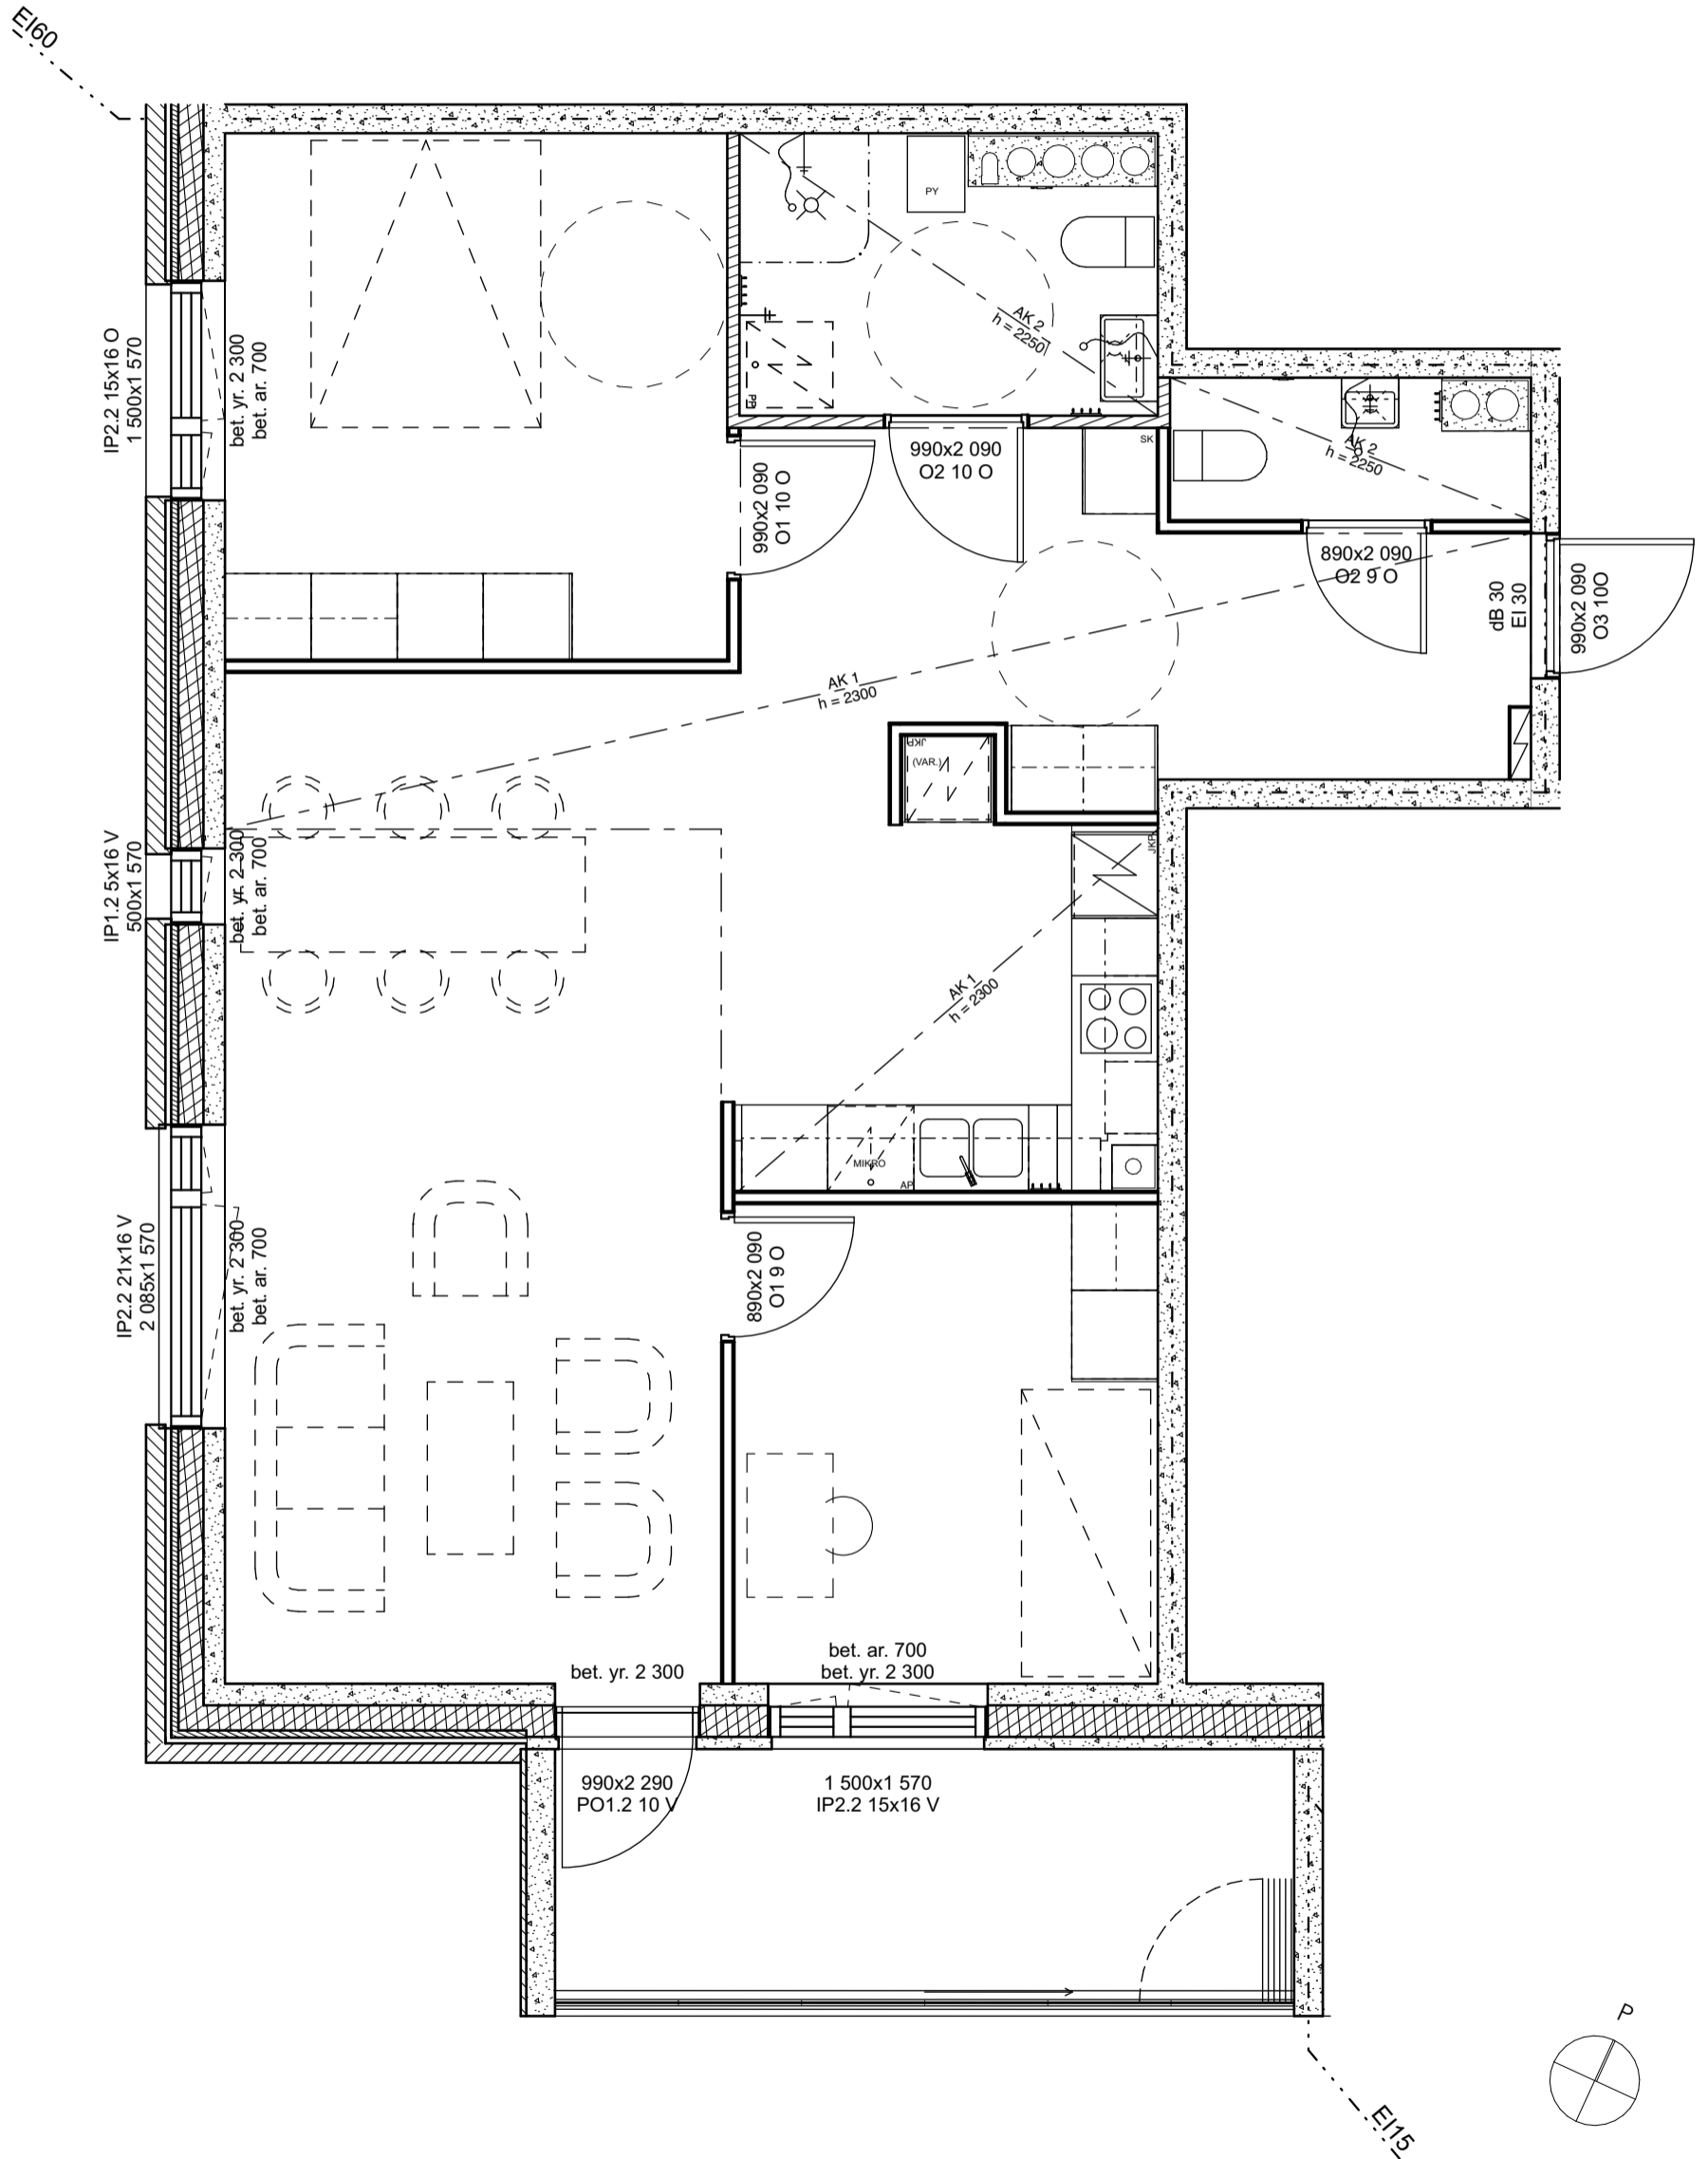 EI60
PY
AK 2
h = 2250
IP2.2 15x16 O
1 500x1 570
bet. yr. 2 300
bet. ar. 700
PP
SK
AK 2
h = 2250
990x2 090
O1 10 O
990x2 090
O2 10 O
890x2 090
O2 9 O
dB 30
EI 30
990x2 090
O3 10O
AK 1
h = 2300
JKP
(VAR.)
IP1.2 5x16 V
500x1 570
bet. yr. 2 300
bet. ar. 700
JKP
AK 1
h = 2300
MIKRO
AP
IP2.2 21x16 V
2 085x1 570
bet. yr. 2 300
bet. ar. 700
890x2 090
O1 9 O
bet. yr. 2 300
bet. ar. 700
bet. yr. 2 300
990x2 290
PO1.2 10 V
1 500x1 570
IP2.2 15x16 V
P
EI15